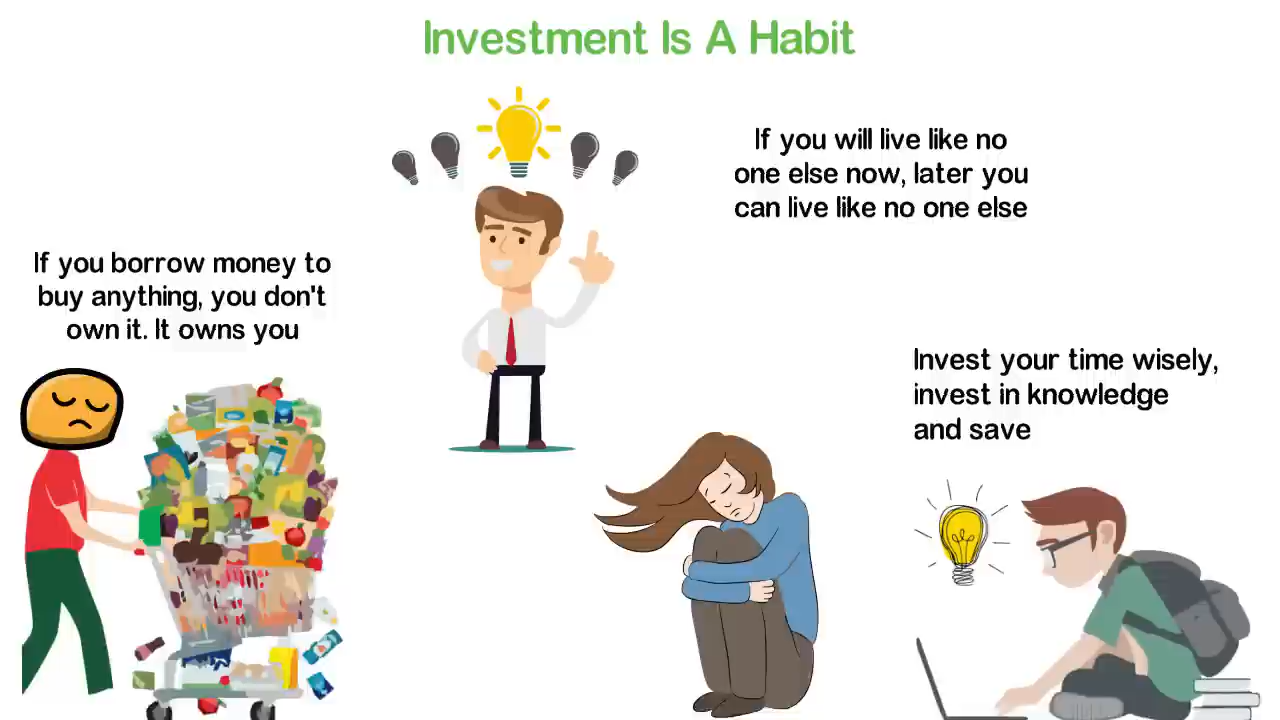 Investment Is A Habit
If you will live like no
one else now, later you
can live like no one else
If you borrow money to
buy anything, you don't
own it. It owns you
Invest your time wisely,
invest in knowledge
and save